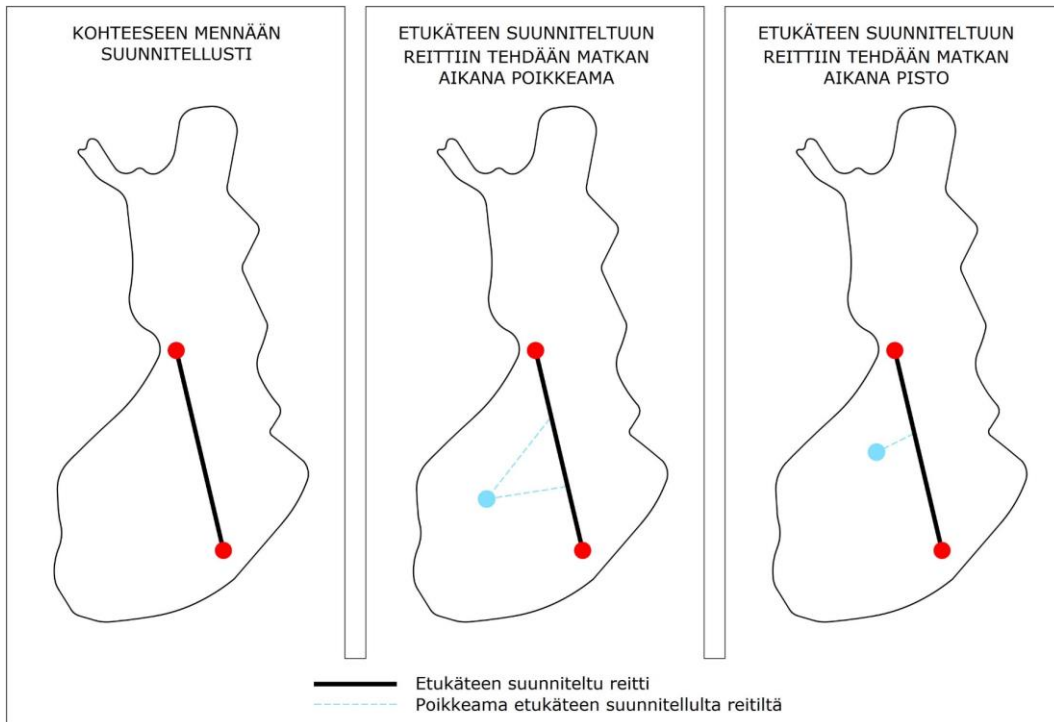 KOHTEESEEN MENNÄÄN
SUUNNITELLUSTI
ETUKÄTEEN SUUNNITELTUUN
REITTIIN TEHDÄÄN MATKAN
AIKANA POIKKEAMA
ETUKÄTEEN SUUNNITELTUUN
REITTIIN TEHDÄÄN MATKAN
AIKANA PISTO
Etukäteen suunniteltu reitti
Poikkeama etukäteen suunnitellulta reitiltä